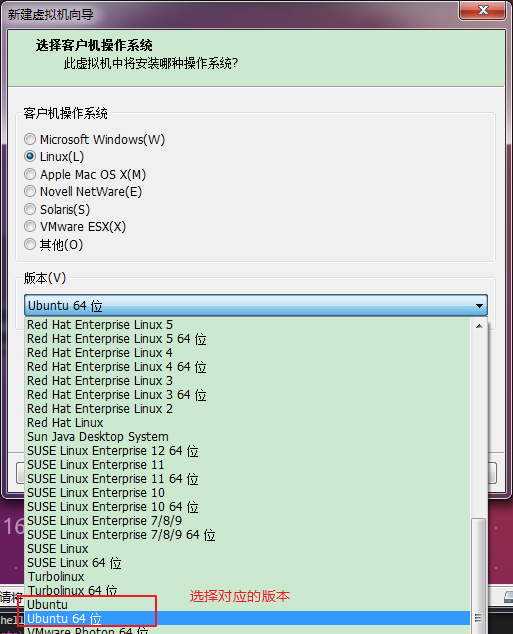 新建虚拟机向导
选择客户机操作系统
此虚拟机中将安装哪种操作系统?
客户机操作系统
Microsoft Windows(W)
Linux(L)
Apple Mac OS X(M)
Novell NetWare(E)
Solaris(S)
VMware ESX(X)
其他(O)
版本(V)
Ubuntu 64 位
Red Hat Enterprise Linux 5
Red Hat Enterprise Linux 5 64 位
Red Hat Enterprise Linux 4
Red Hat Enterprise Linux 4 64 位
Red Hat Enterprise Linux 3
Red Hat Enterprise Linux 3 64 位
Red Hat Enterprise Linux 2
Red Hat Linux
Sun Java Desktop System
SUSE Linux Enterprise 12 64 位
SUSE Linux Enterprise 11
SUSE Linux Enterprise 11 64 位
SUSE Linux Enterprise 10
SUSE Linux Enterprise 10 64 位
SUSE Linux Enterprise 7/8/9
SUSE Linux Enterprise 7/8/9 64 位
SUSE Linux
SUSE Linux 64 位
Turbolinux
Turbolinux 64 位
Ubuntu
Ubuntu 64 位
VMware Photon 64 位
选择对应的版本
16
请将
hell